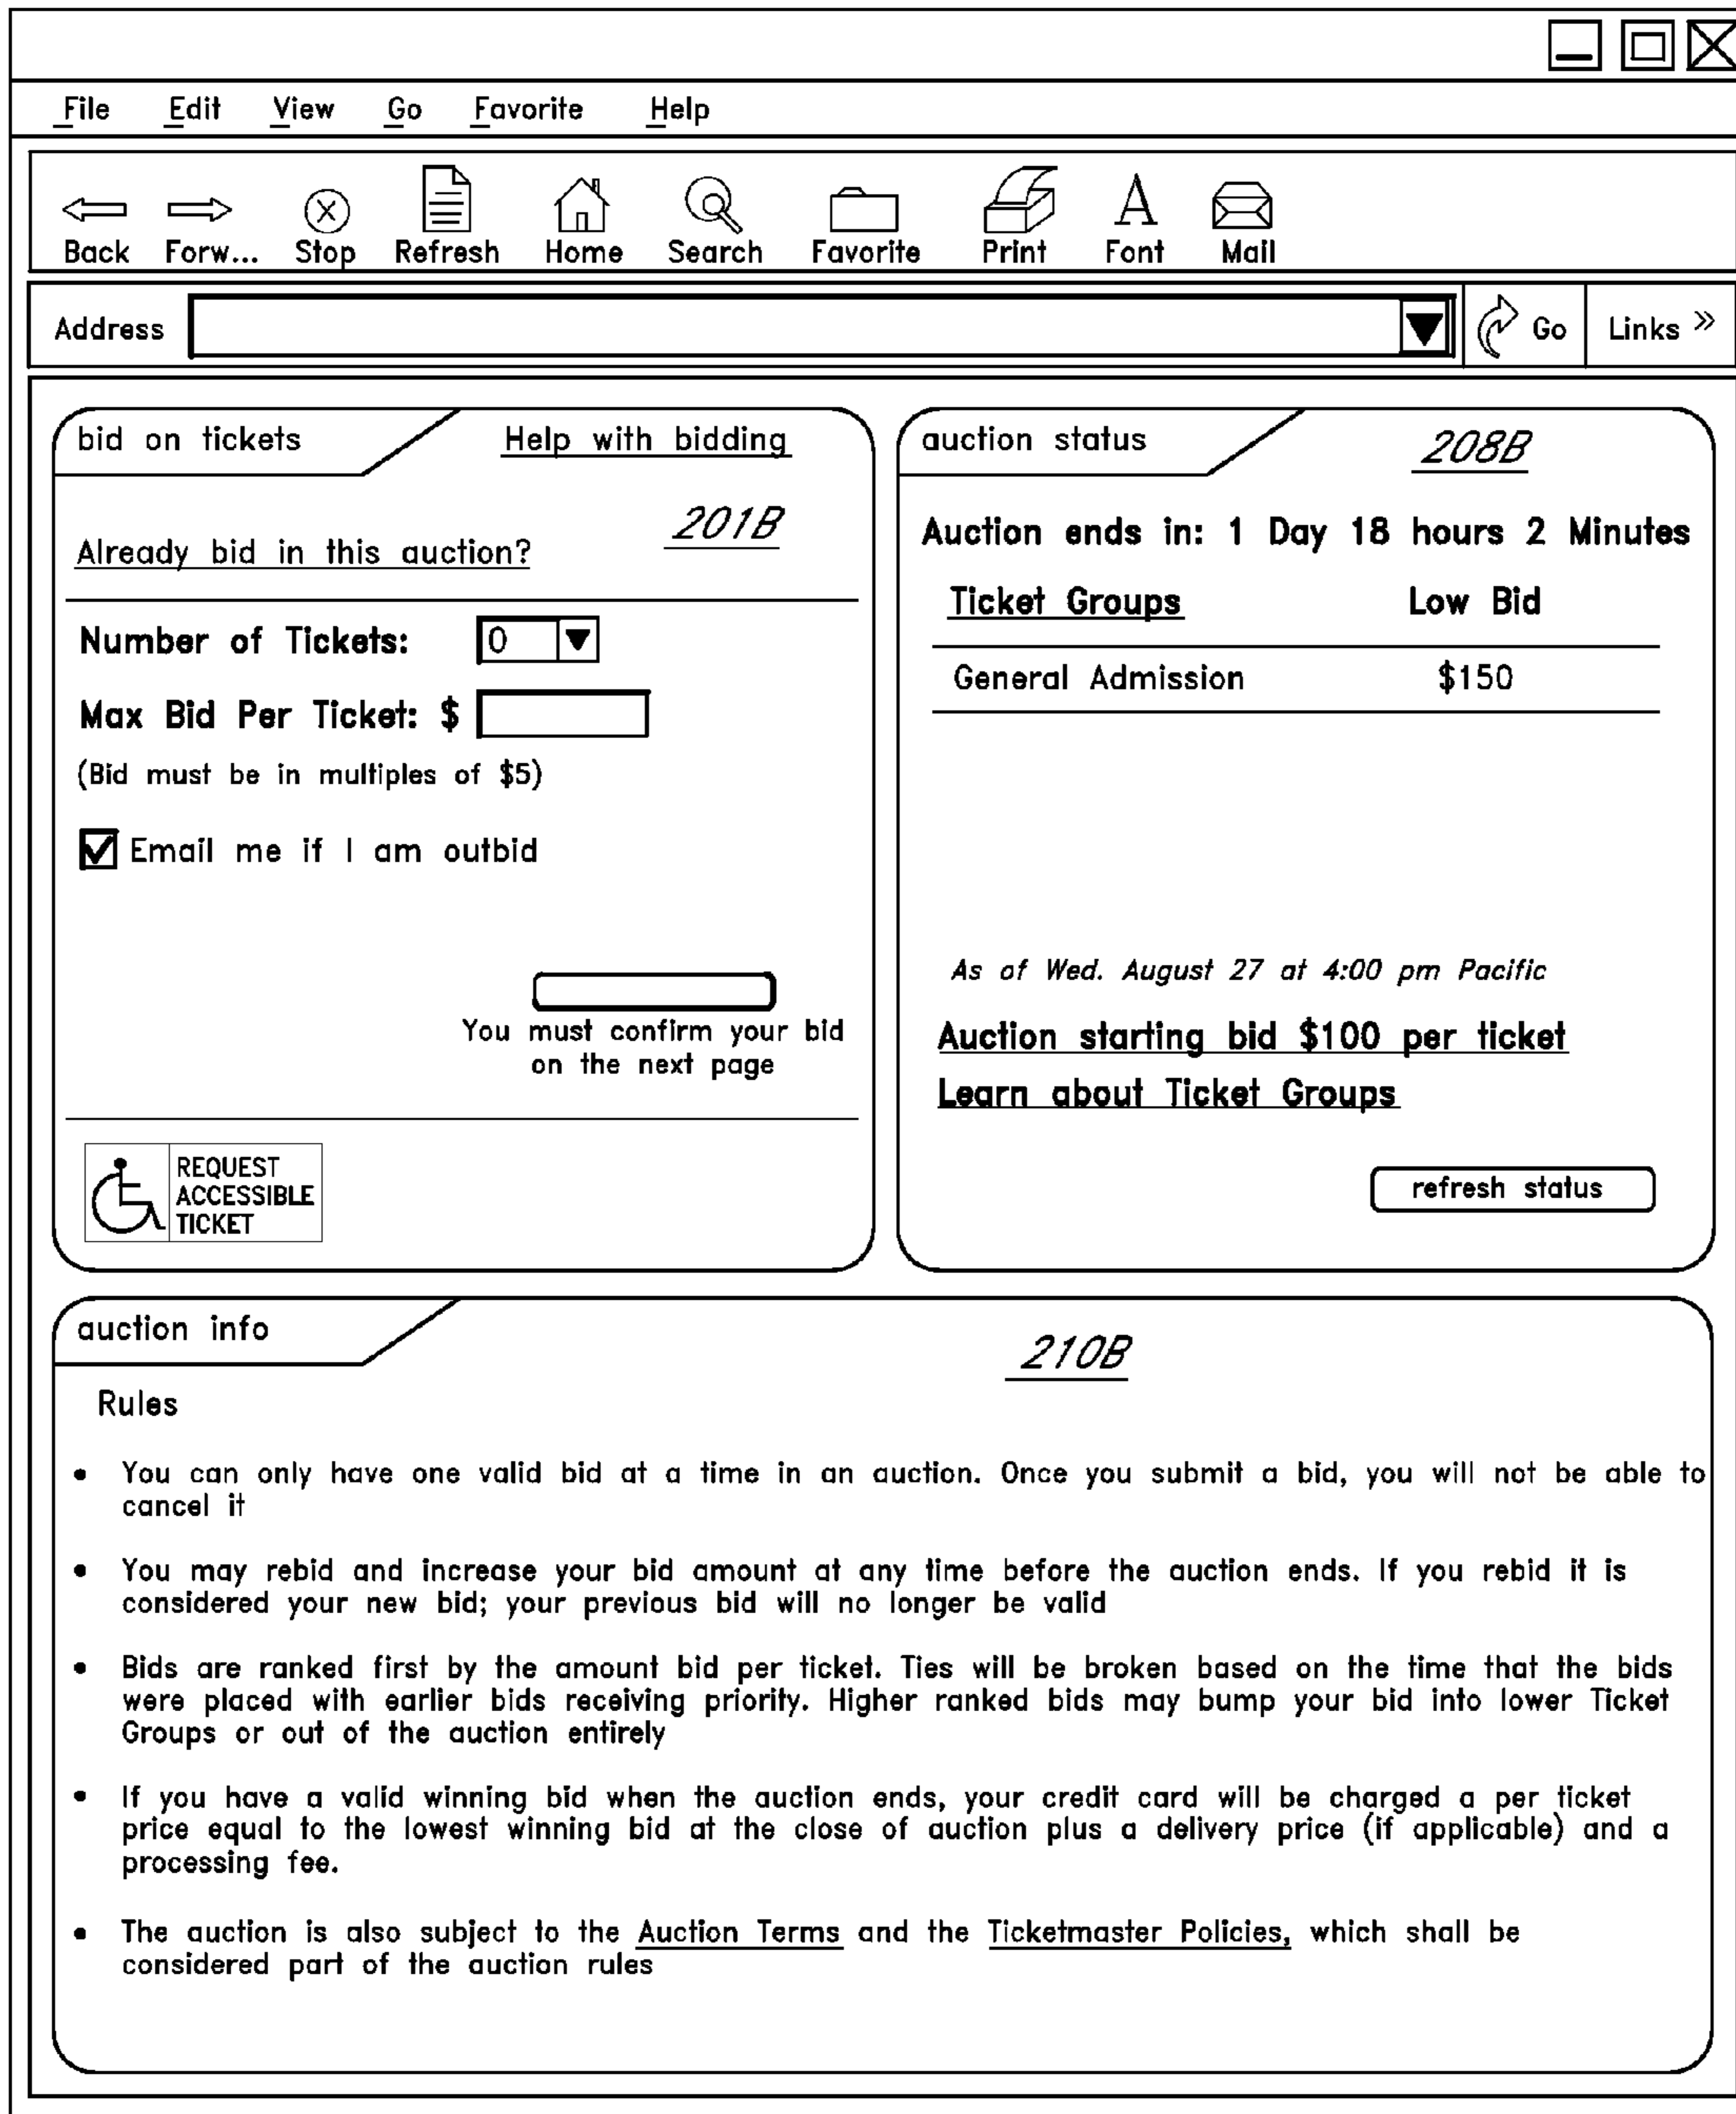 File Edit View Go Favorite Help
Back Forw... Stop Refresh Home Search Favorite Print Font Mail
Address Go Links »
bid on tickets Help with bidding
201B
Already bid in this auction?
Number of Tickets: 0
Max Bid Per Ticket: $
(Bid must be in multiples of $5)
Email me if I am outbid
You must confirm your bid
on the next page
REQUEST
ACCESSIBLE
TICKET
auction status 208B
Auction ends in: 1 Day 18 hours 2 Minutes
Ticket Groups Low Bid
General Admission $150
As of Wed. August 27 at 4:00 pm Pacific
Auction starting bid $100 per ticket
Learn about Ticket Groups
refresh status
auction info
210B
Rules
• You can only have one valid bid at a time in an auction. Once you submit a bid, you will not be able to
cancel it
• You may rebid and increase your bid amount at any time before the auction ends. If you rebid it is
considered your new bid; your previous bid will no longer be valid
• Bids are ranked first by the amount bid per ticket. Ties will be broken based on the time that the bids
were placed with earlier bids receiving priority. Higher ranked bids may bump your bid into lower Ticket
Groups or out of the auction entirely
• If you have a valid winning bid when the auction ends, your credit card will be charged a per ticket
price equal to the lowest winning bid at the close of auction plus a delivery price (if applicable) and a
processing fee.
• The auction is also subject to the Auction Terms and the Ticketmaster Policies, which shall be
considered part of the auction rules